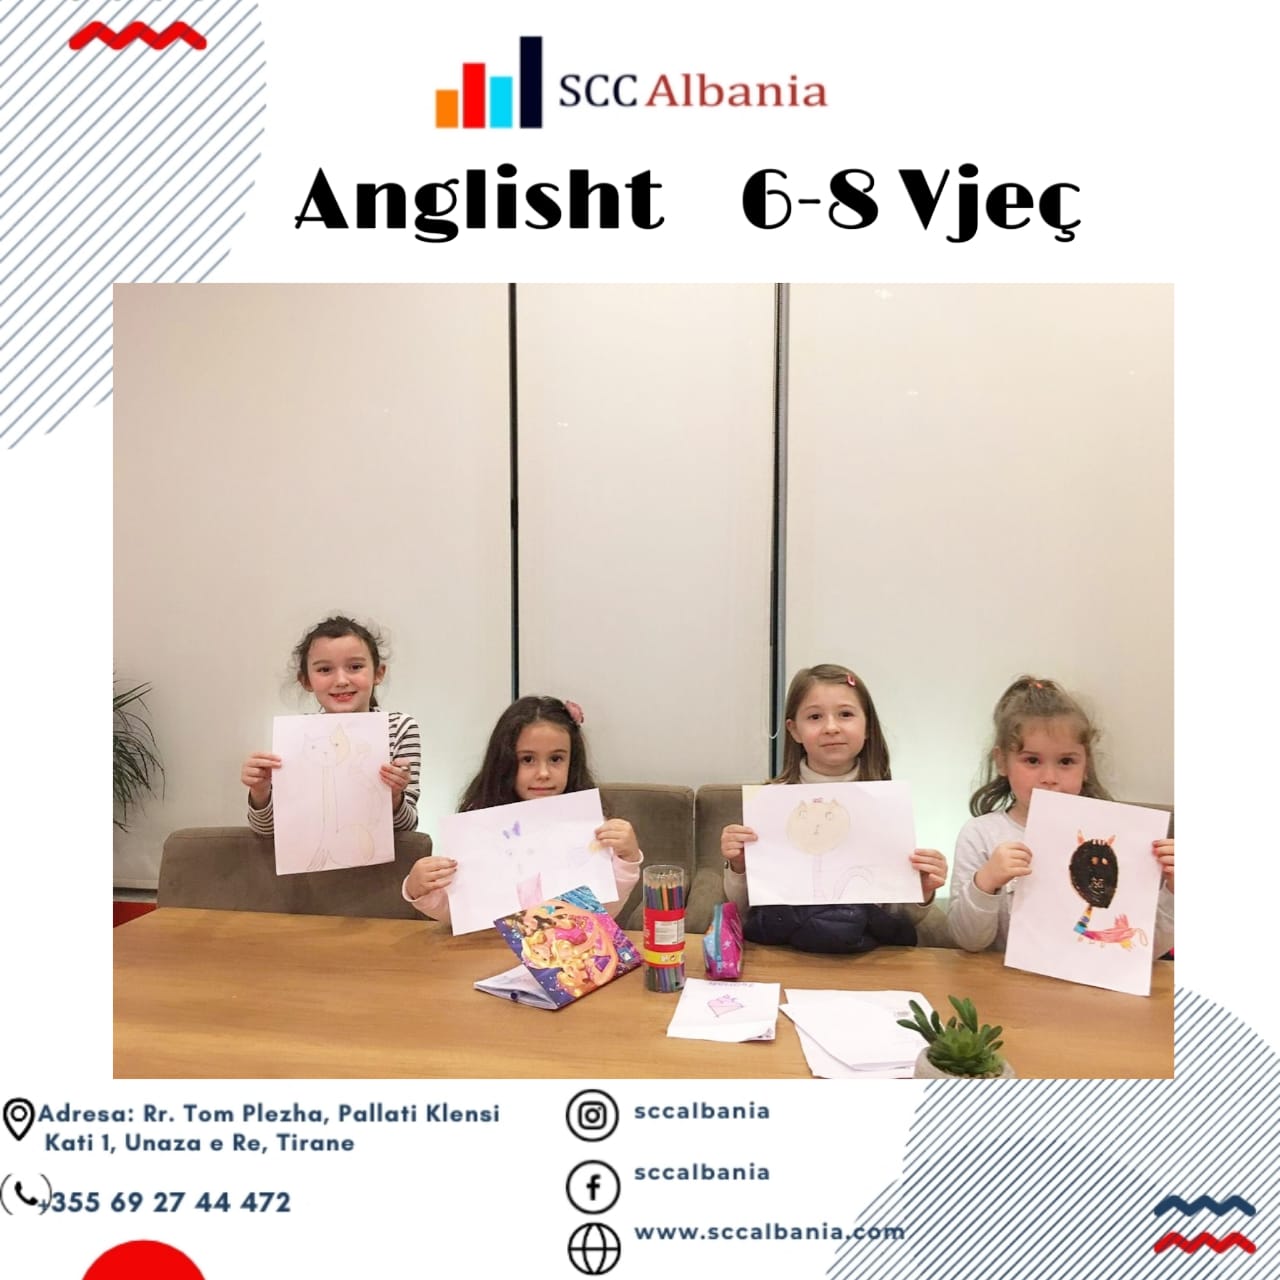 SCC Albania
Anglisht 6-8 Vjeç
Adresa: Rr. Tom Plezha, Pallati Klensi
Kati 1, Unaza e Re, Tirane
+355 69 27 44 472
sccalbania
sccalbania
www.sccalbania.com